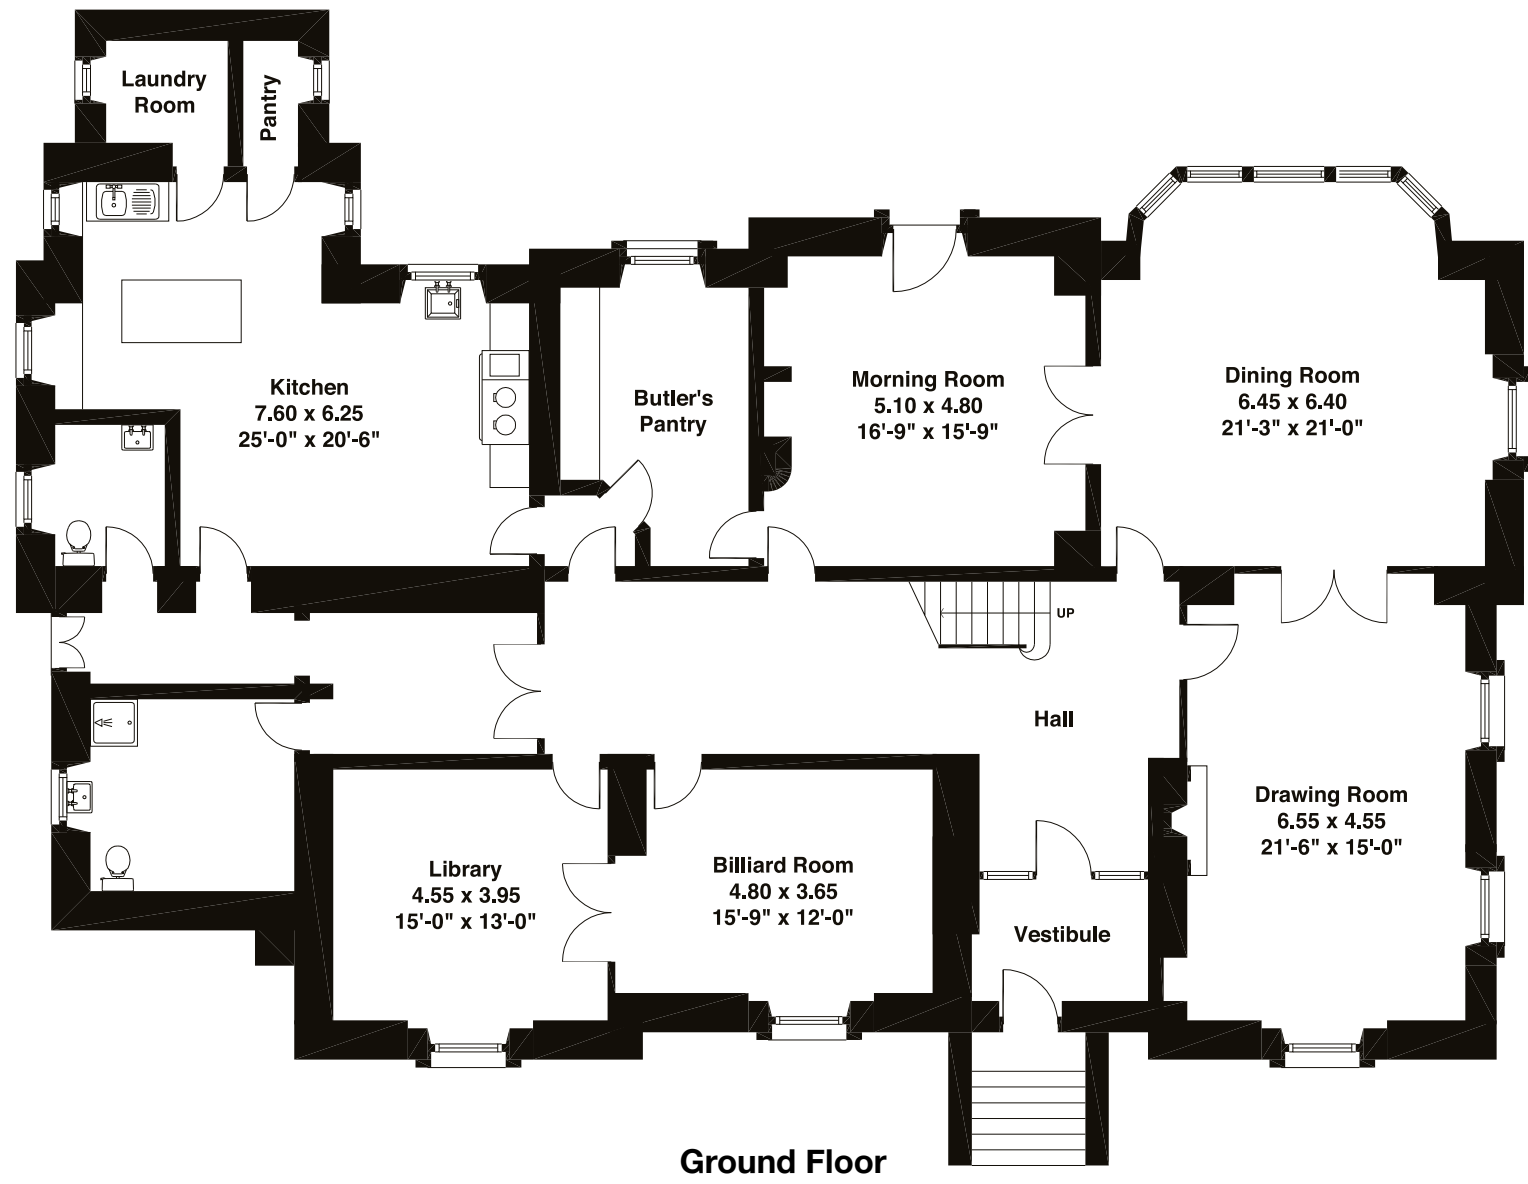 Laundry
Room
Pantry
Kitchen
7.60 x 6.25
25'-0" x 20'-6"
Butler's
Pantry
Morning Room
5.10 x 4.80
16'-9" x 15'-9"
Dining Room
6.45 x 6.40
21'-3" x 21'-0"
UP
Hall
Drawing Room
6.55 x 4.55
21'-6" x 15'-0"
Library
4.55 x 3.95
15'-0" x 13'-0"
Billiard Room
4.80 x 3.65
15'-9" x 12'-0"
Vestibule
Ground Floor